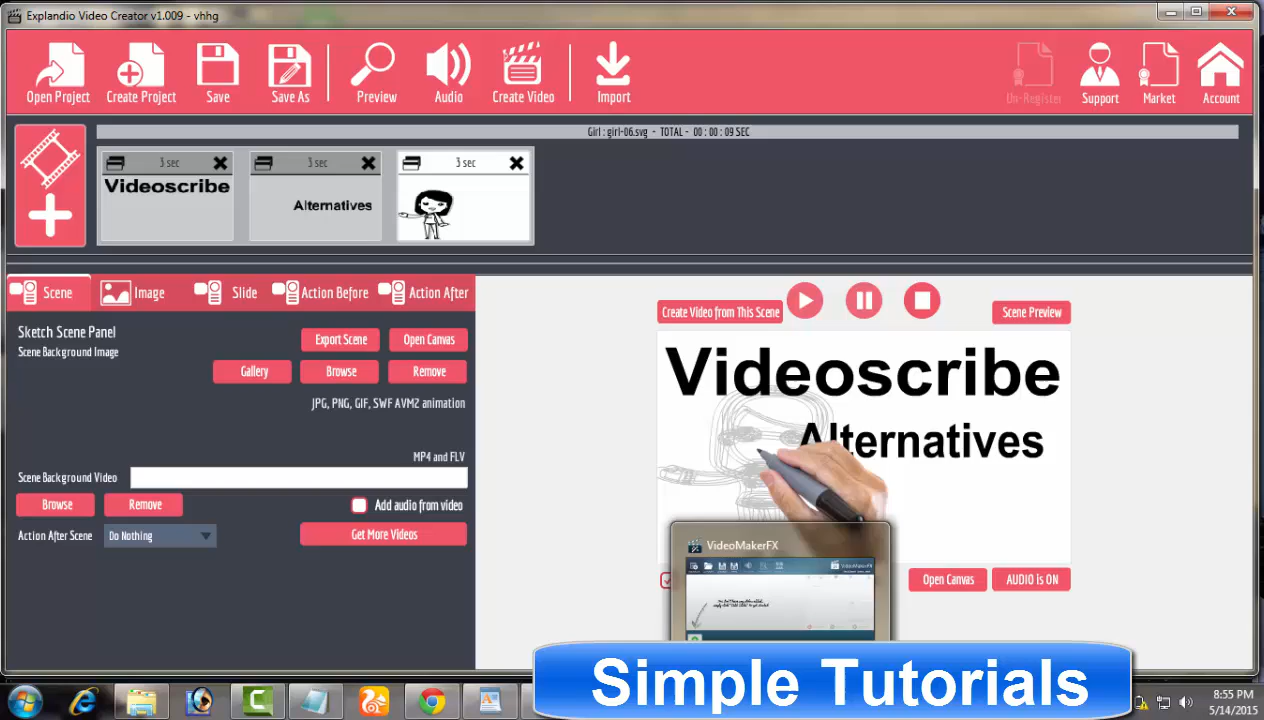 Explandio Video Creator v1.009 - vhhg
Open Project
Create Project
Save
Save As
Preview
Audio
Create Video
Import
Un-Register
Support
Market
Account
Girl : girl-06.svg - TOTAL - 00 : 00 : 09 SEC
3 sec
3 sec
3 sec
Videoscribe
Alternatives
Scene
Image
Slide
Action Before
Action After
Sketch Scene Panel
Scene Background Image
Export Scene
Open Canvas
Gallery
Browse
Remove
JPG, PNG, GIF, SWF AVM2 animation
MP4 and FLV
Scene Background Video
Browse
Remove
Add audio from video
Action After Scene
Do Nothing
Get More Videos
Create Video from This Scene
Scene Preview
Videoscribe
Alternatives
VideoMakerFX
VideoMakerFX
Open Canvas
AUDIO is ON
Simple Tutorials
8:55 PM
5/14/2015